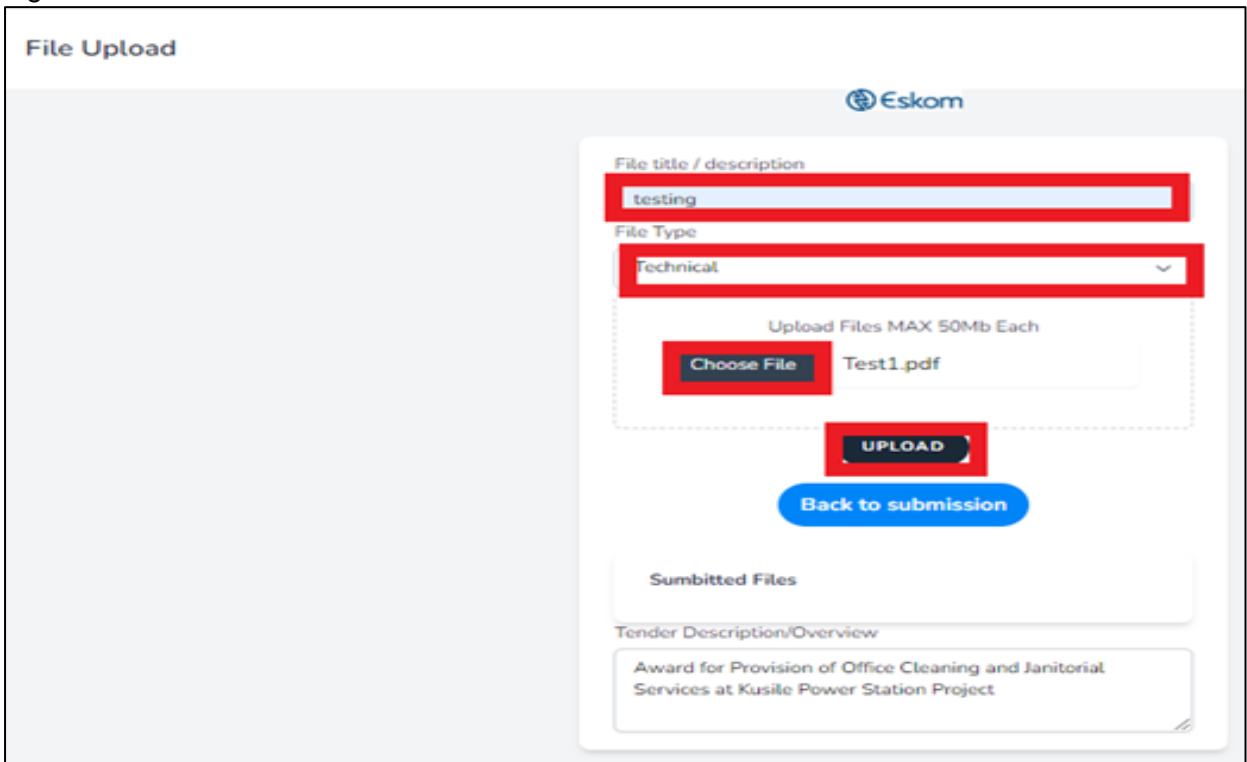 File Upload
Eskom
File title / description
testing
File Type
Technical
Upload Files MAX 50Mb Each
Choose File Test1.pdf
UPLOAD
Back to submission
Sumbitted Files
Tender Description/Overview
Award for Provision of Office Cleaning and Janitorial
Services at Kusile Power Station Project